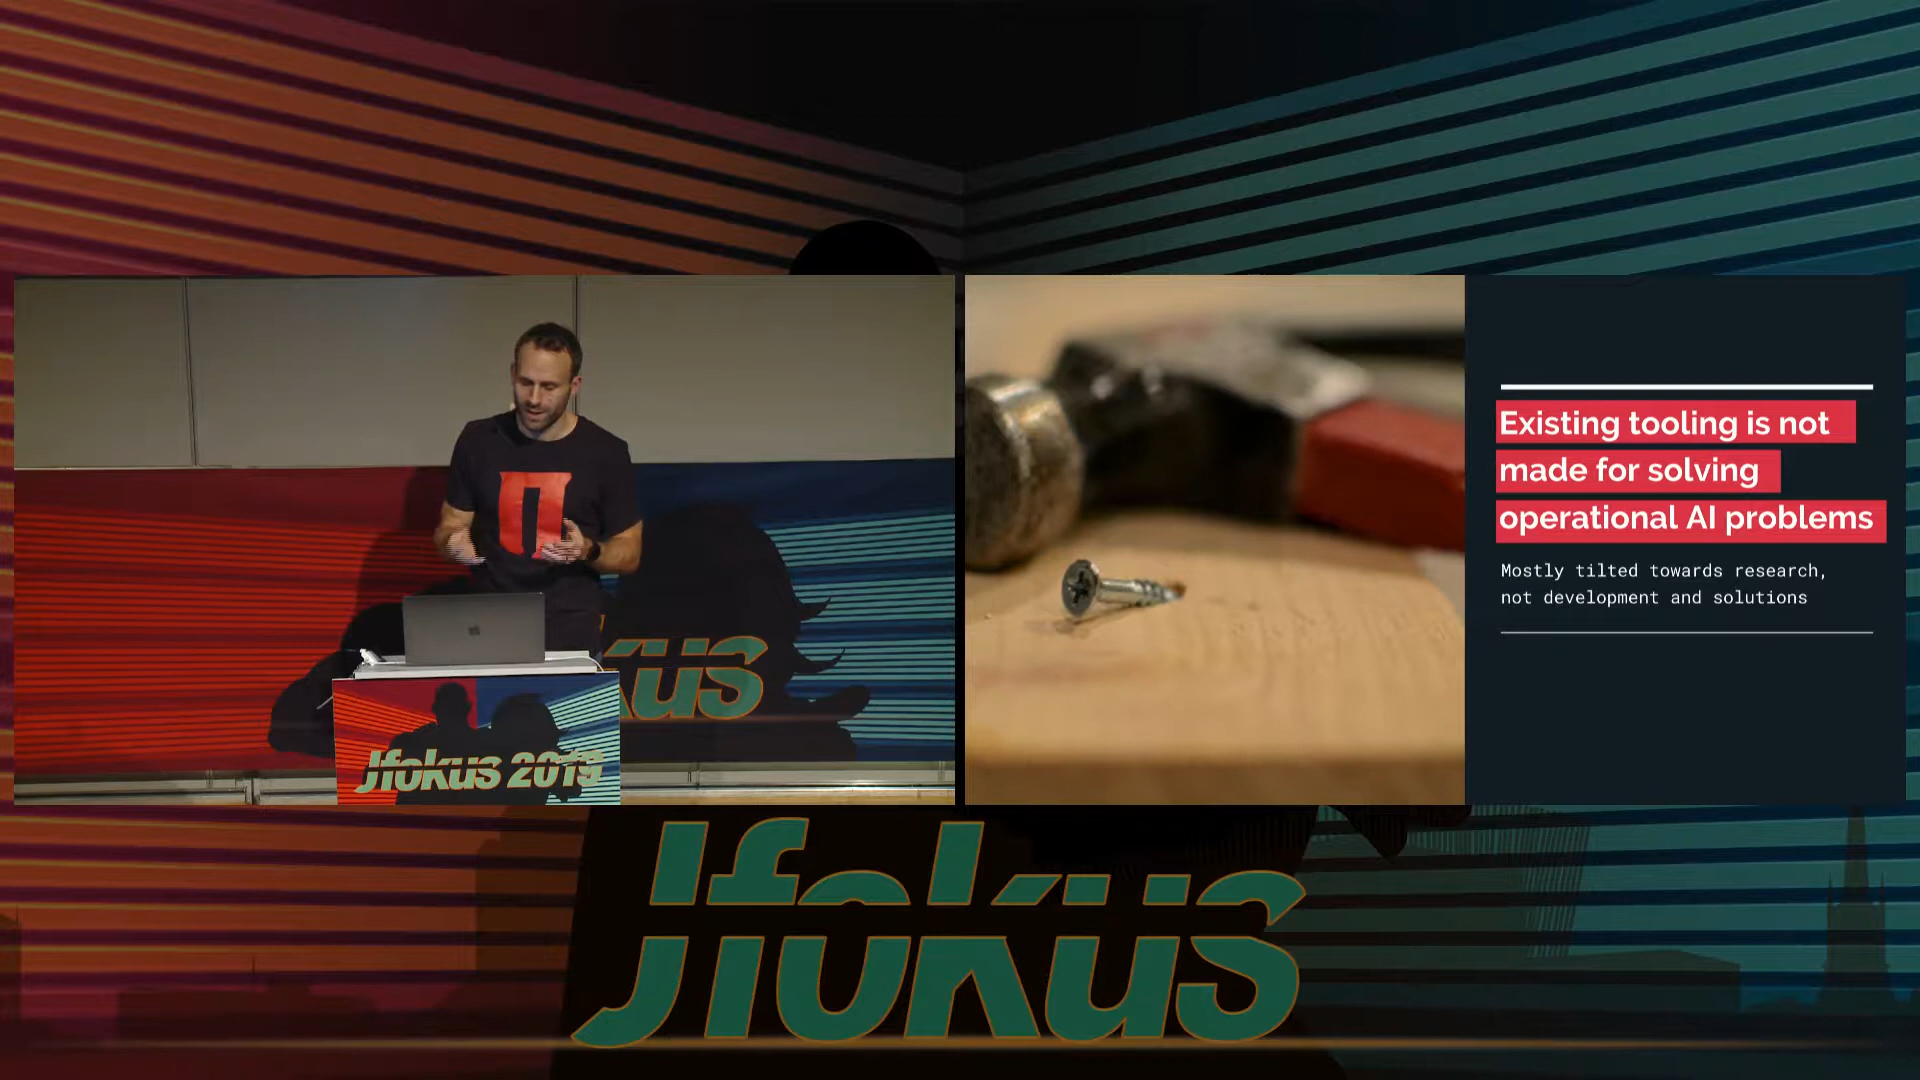 kus
Jfokus 2019
Existing tooling is not
made for solving
operational AI problems
Mostly tilted towards research,
not development and solutions
Jfokus